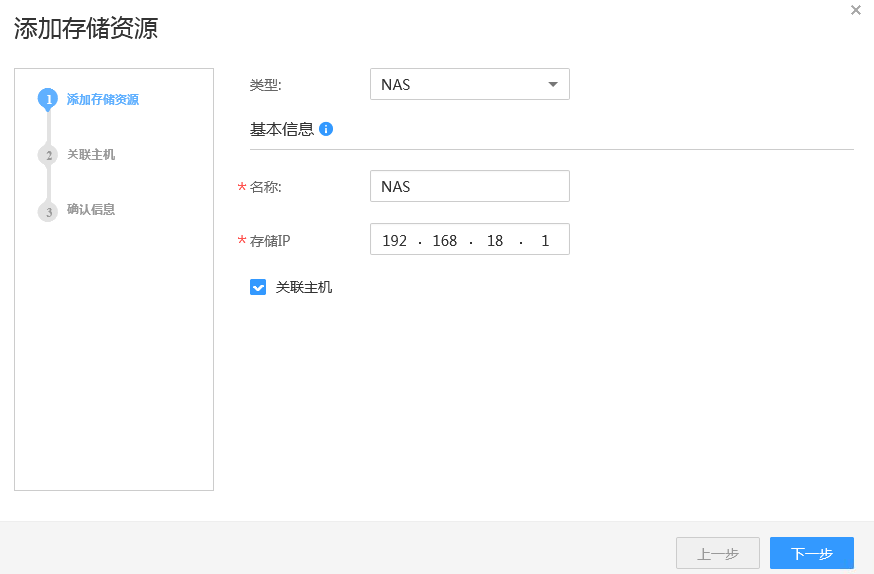 添加存储资源
1 添加存储资源
2 关联主机
3 确认信息
类型: NAS
基本信息
* 名称: NAS
* 存储IP 192 . 168 . 18 . 1
关联主机
上一步 下一步